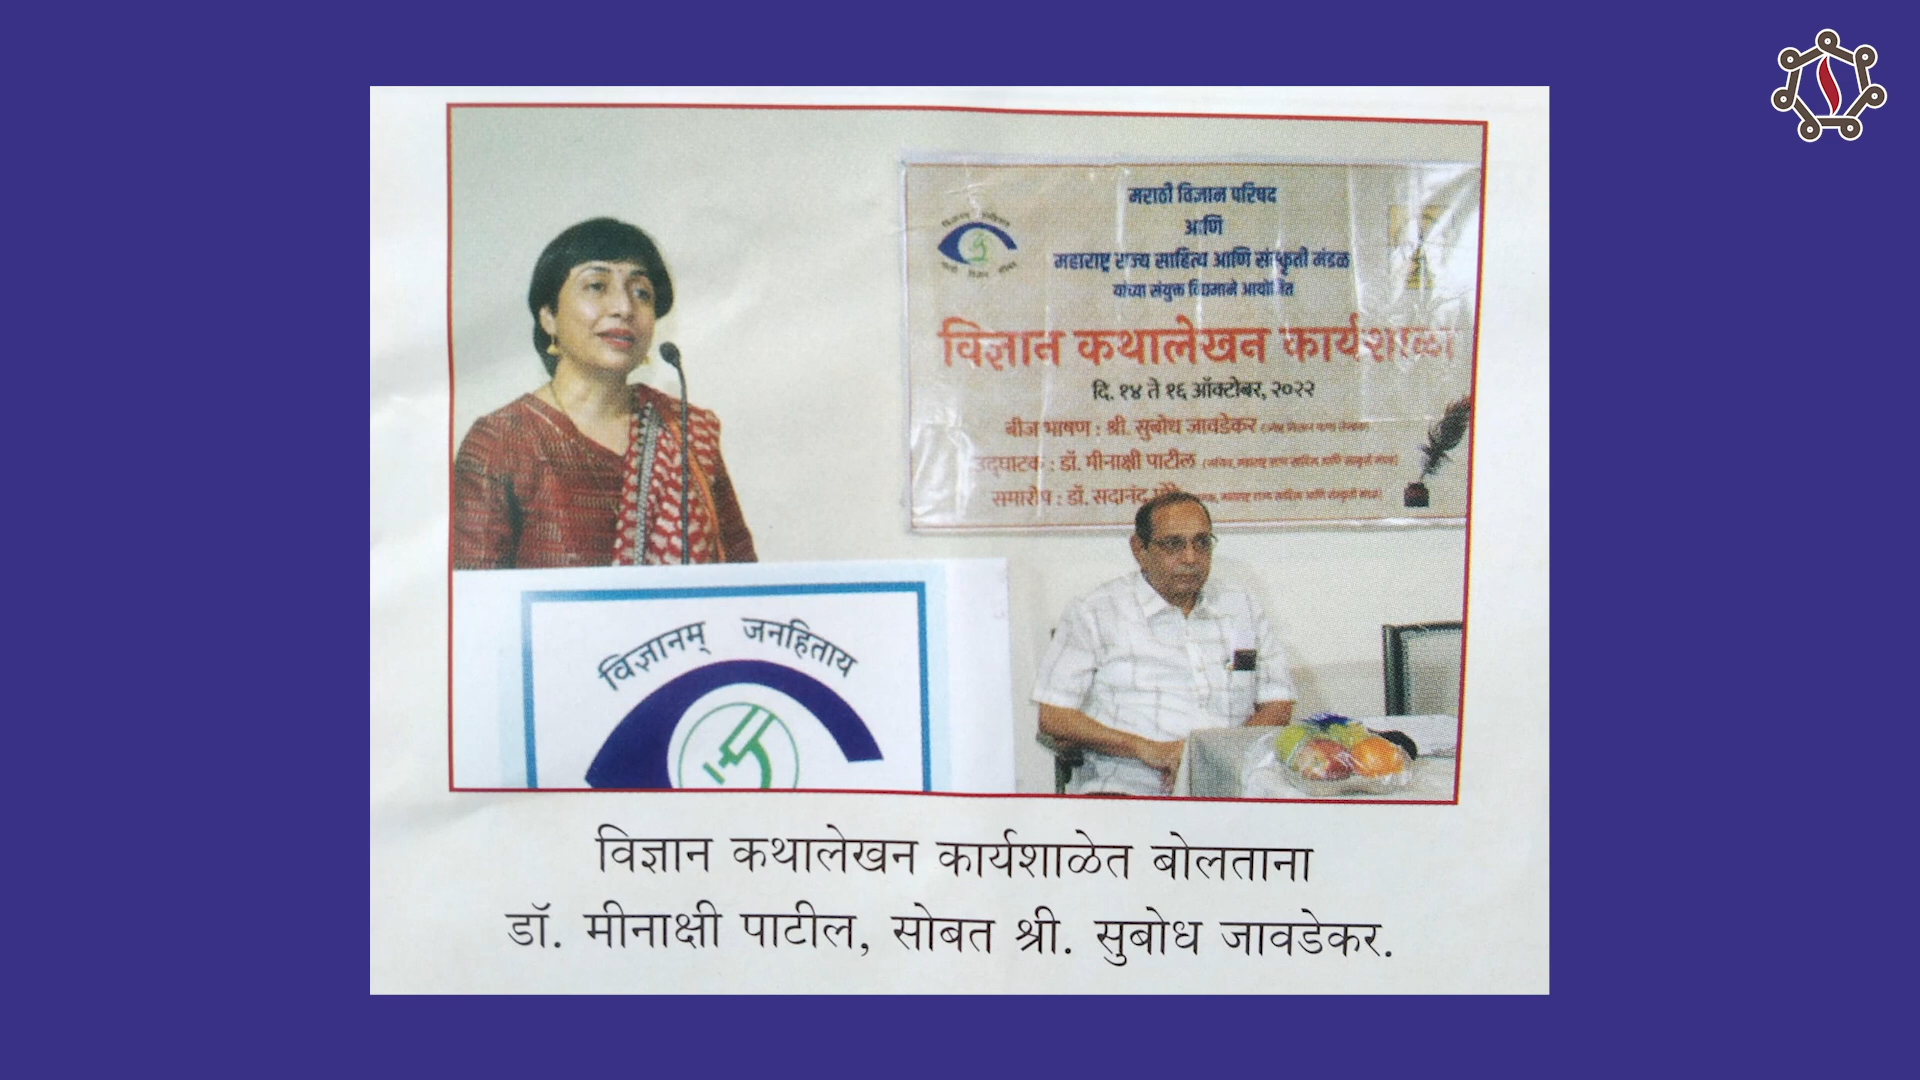 मराठी विज्ञान परिषद
आणि
महाराष्ट्र राज्य साहित्य आणि संस्कृती मंडळ
यांच्या संयुक्त विद्यमाने आयोजित
विज्ञान कथालेखन कार्यशाळा
दि. १४ ते १६ ऑक्टोबर, २०२२
बीज भाषण : श्री. सुबोध जावडेकर
उद्घाटक : डॉ. मीनाक्षी पाटील
समारोप : डॉ. सदानंद
विज्ञानम् जनहिताय
विज्ञान कथालेखन कार्यशाळेत बोलताना
डॉ. मीनाक्षी पाटील, सोबत श्री. सुबोध जावडेकर.